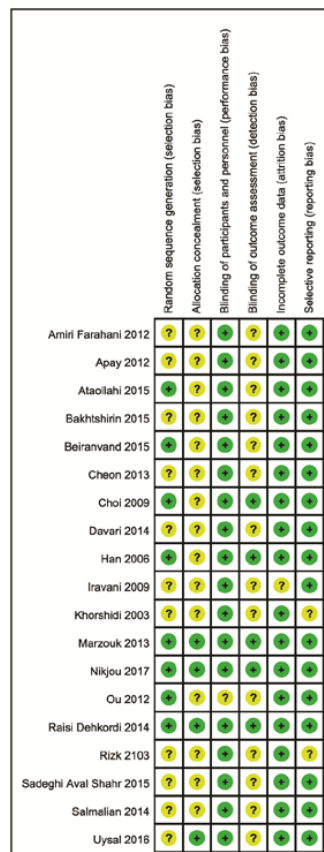 Random sequence generation (selection bias)
Allocation concealment (selection bias)
Blinding of participants and personnel (performance bias)
Blinding of outcome assessment (detection bias)
Incomplete outcome data (attrition bias)
Selective reporting (reporting bias)
Amiri Farahani 2012 ? ? + ? + +
Apay 2012 ? ? + ? + +
Ataollahi 2015 + ? + ? + +
Bakhtshirin 2015 ? ? + ? + +
Beiranvand 2015 + ? + ? + +
Cheon 2013 ? ? + ? + +
Choi 2009 + ? + + + +
Davari 2014 ? ? + ? + +
Han 2006 + ? + + + +
Iravani 2009 ? ? + ? ? +
Khorshidi 2003 ? ? + ? + ?
Marzouk 2013 + + + + + +
Nikjou 2017 + + + + + +
Ou 2012 + ? ? ? + +
Raisi Dehkordi 2014 + + + + + +
Rizk 2103 ? ? + ? + ?
Sadeghi Aval Shahr 2015 ? ? + ? + +
Salmalian 2014 ? ? + ? + +
Uysal 2016 ? + + ? + +